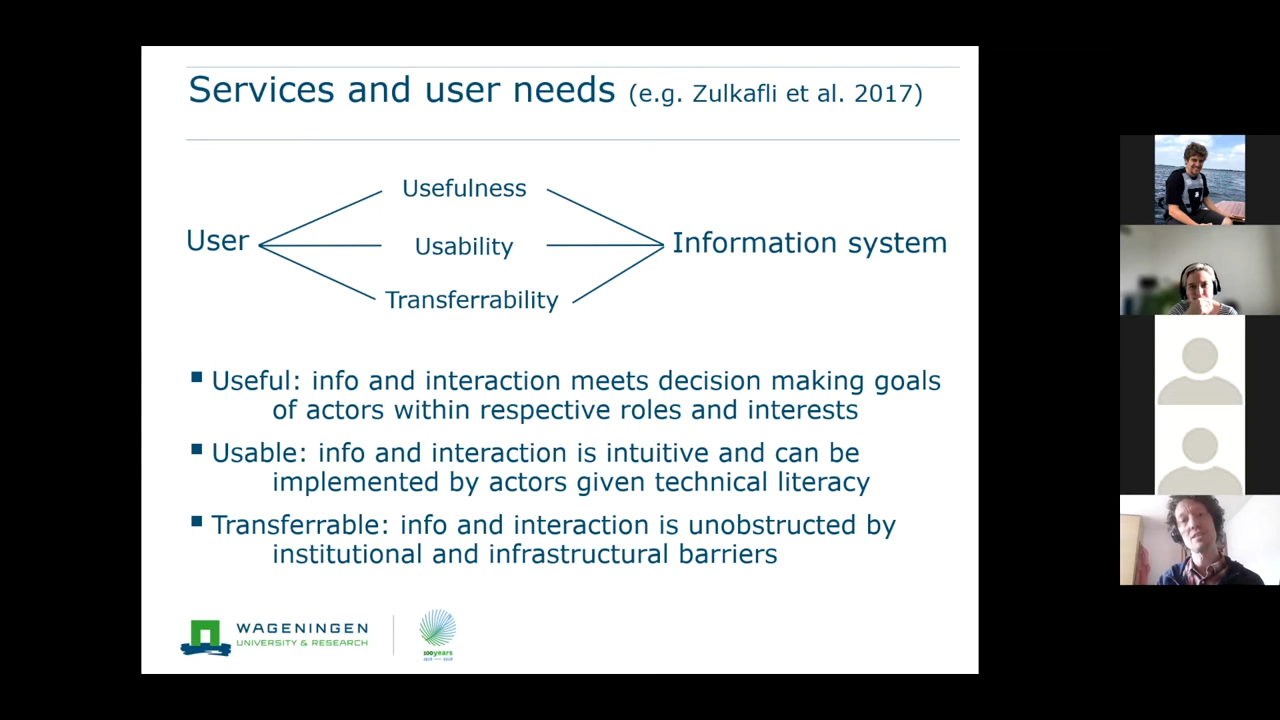 Services and user needs (e.g. Zulkafli et al. 2017)
Usefulness
User
Usability
Information system
Transferrability
Useful: info and interaction meets decision making goals
of actors within respective roles and interests
Usable: info and interaction is intuitive and can be
implemented by actors given technical literacy
Transferrable: info and interaction is unobstructed by
institutional and infrastructural barriers
WAGENINGEN
UNIVERSITY & RESEARCH
100years